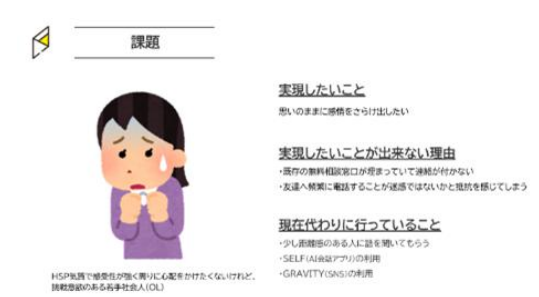 課題
実現したいこと
思いのままに感情をさらけ出したい
実現したいことが出来ない理由
・既存の無料相談窓口が埋まっていて連絡が付かない
・友達へ頻繁に電話することが迷惑ではないかと抵抗を感じてしまう
現在代わりに行っていること
・少し距離感のある人に話を聞いてもらう
・SELF(AI会話アプリ)の利用
・GRAVITY(SNS)の利用
HSP気質で感受性が強く周りに心配をかけたくないけれど、
挑戦意欲のある若手社会人(OL)